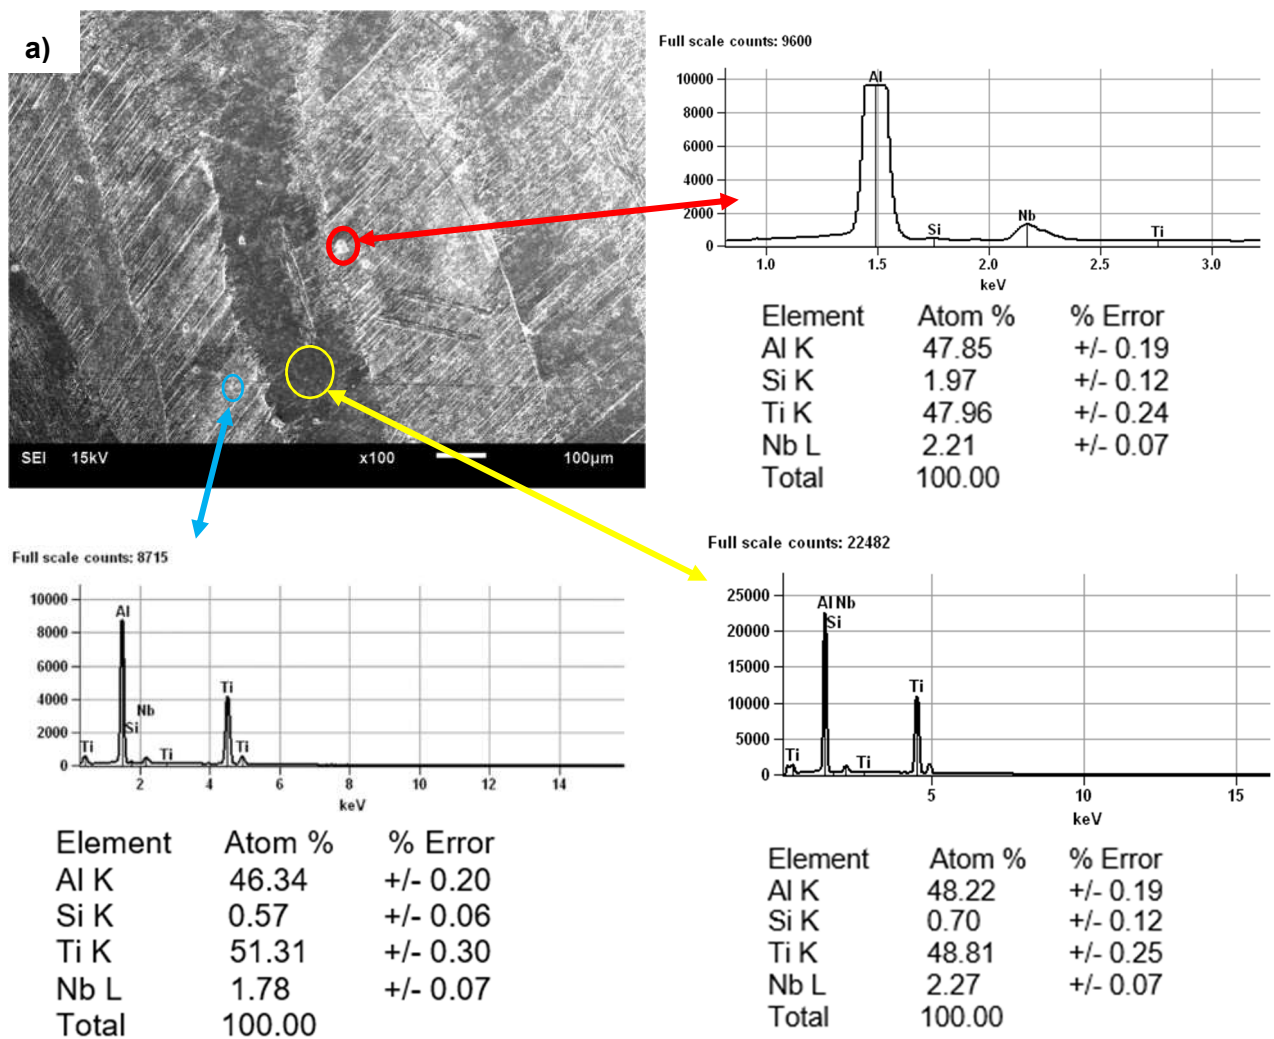 a)
SEI 15kV x100 100µm
Full scale counts: 9600
10000
8000
6000
4000
2000
0
Al
Si
Nb
Ti
1.0 1.5 2.0 2.5 3.0
keV
Element Atom % % Error
Al K 47.85 +/- 0.19
Si K 1.97 +/- 0.12
Ti K 47.96 +/- 0.24
Nb L 2.21 +/- 0.07
Total 100.00
Full scale counts: 8715
10000
8000
6000
4000
2000
0
Al
Ti
Nb
Si
Ti Ti Ti
2 4 6 8 10 12 14
keV
Element Atom % % Error
Al K 46.34 +/- 0.20
Si K 0.57 +/- 0.06
Ti K 51.31 +/- 0.30
Nb L 1.78 +/- 0.07
Total 100.00
Full scale counts: 22482
25000
20000
15000
10000
5000
0
Al Nb
Si
Ti
Ti Ti
5 10 15
keV
Element Atom % % Error
Al K 48.22 +/- 0.19
Si K 0.70 +/- 0.12
Ti K 48.81 +/- 0.25
Nb L 2.27 +/- 0.07
Total 100.00